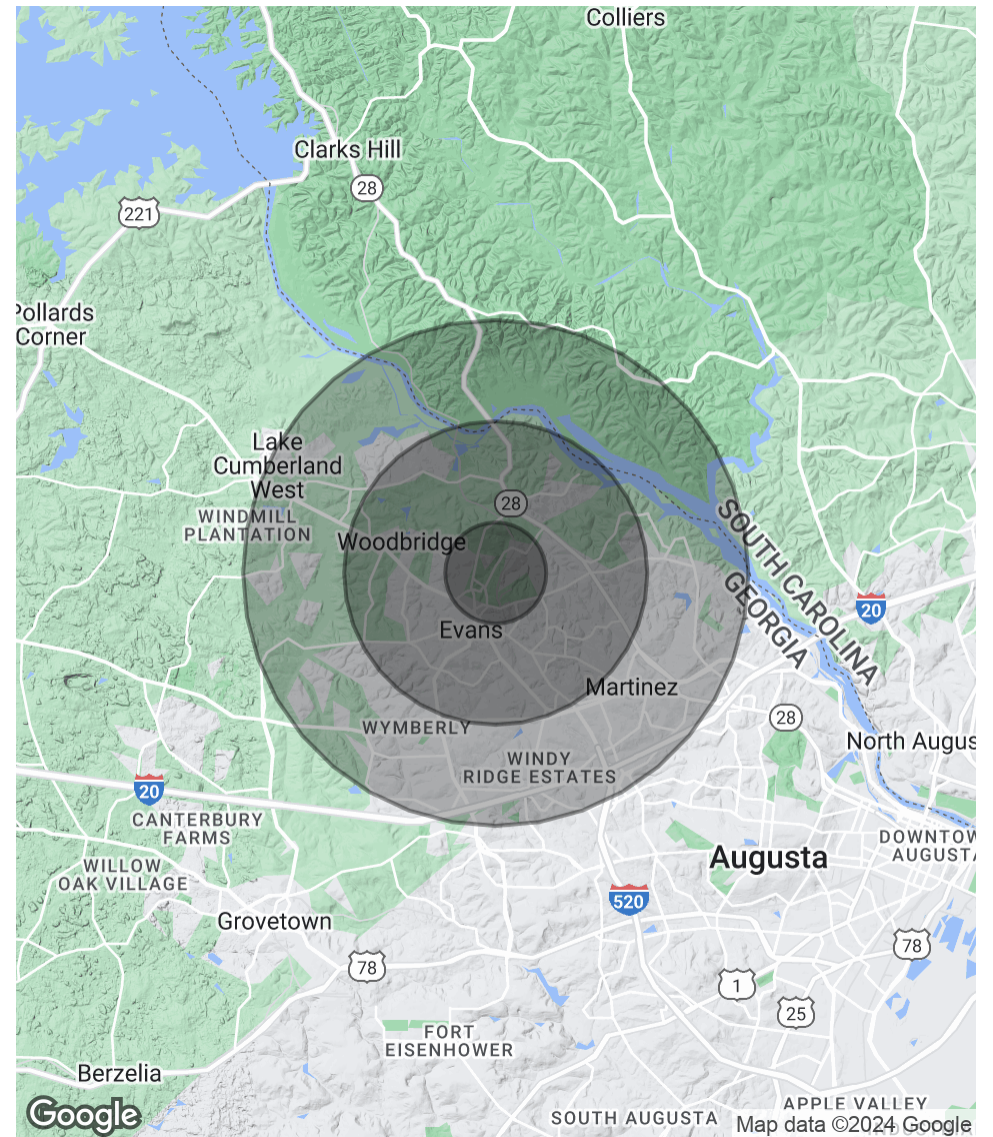 Colliers
Clarks Hill
28
221
Pollards
Corner
Lake
Cumberland
West
WINDMILL
PLANTATION
28
Woodbridge
SOUTH CAROLINA
GEORGIA
20
Evans
Martinez
28
WYMBERLY
North Augus
WINDY
RIDGE ESTATES
20
CANTERBURY
FARMS
DOWNTOW
AUGUSTA
WILLOW
OAK VILLAGE
Augusta
520
Grovetown
78
78
1
25
FORT
EISENHOWER
Berzelia
Google
SOUTH AUGUSTA
APPLE VALLEY
Map data ©2024 Google